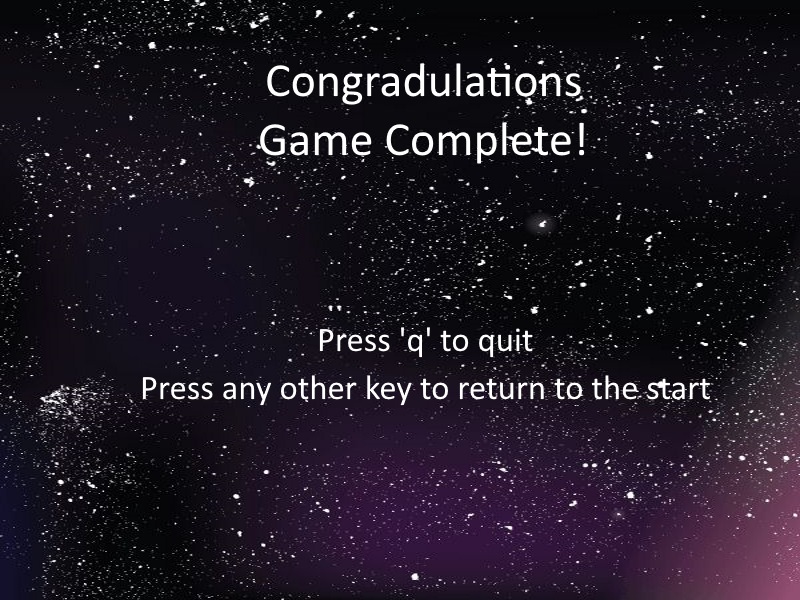 Congradulations
Game Complete!
Press 'q' to quit
Press any other key to return to the start